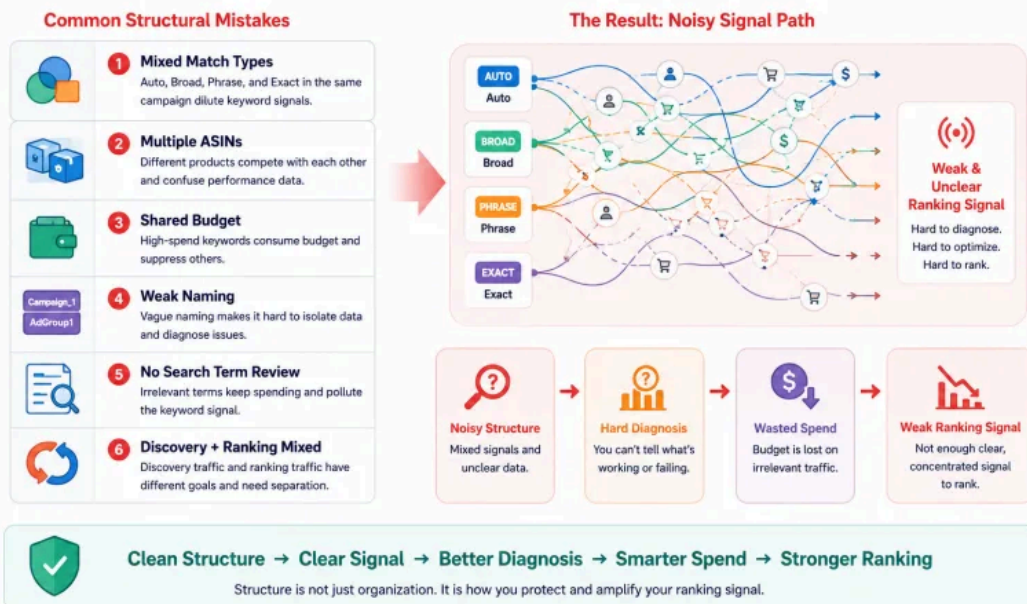 Common Structural Mistakes
1 Mixed Match Types
Auto, Broad, Phrase, and Exact in the same
campaign dilute keyword signals.
2 Multiple ASINs
Different products compete with each other
and confuse performance data.
3 Shared Budget
High-spend keywords consume budget and
suppress others.
Campaign_1
AdGroup1
4 Weak Naming
Vague naming makes it hard to isolate data
and diagnose issues.
5 No Search Term Review
Irrelevant terms keep spending and pollute
the keyword signal.
6 Discovery + Ranking Mixed
Discovery traffic and ranking traffic have
different goals and need separation.
The Result: Noisy Signal Path
AUTO
Auto
BROAD
Broad
PHRASE
Phrase
EXACT
Exact
$
$
Weak &
Unclear
Ranking Signal
Hard to diagnose.
Hard to optimize.
Hard to rank.
?
Noisy Structure
Mixed signals and
unclear data.
?
Hard Diagnosis
You can't tell what's
working or failing.
$
Wasted Spend
Budget is lost on
irrelevant traffic.
Weak Ranking Signal
Not enough clear,
concentrated signal
to rank.
Clean Structure → Clear Signal → Better Diagnosis → Smarter Spend → Stronger Ranking
Structure is not just organization. It is how you protect and amplify your ranking signal.